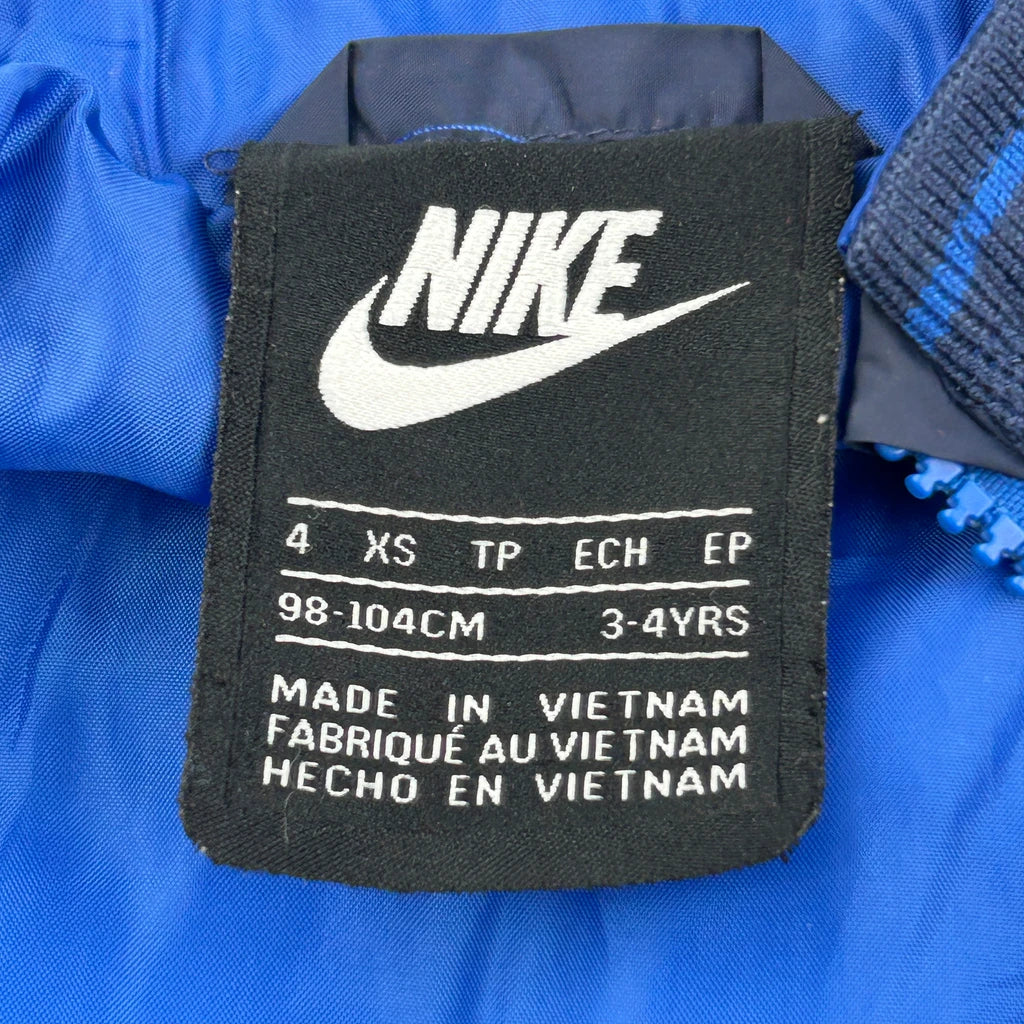 NIKE
4 XS TP ECH EP
98-104CM 3-4YRS
MADE IN VIETNAM
FABRIQUÉ AU VIETNAM
HECHO EN VIETNAM